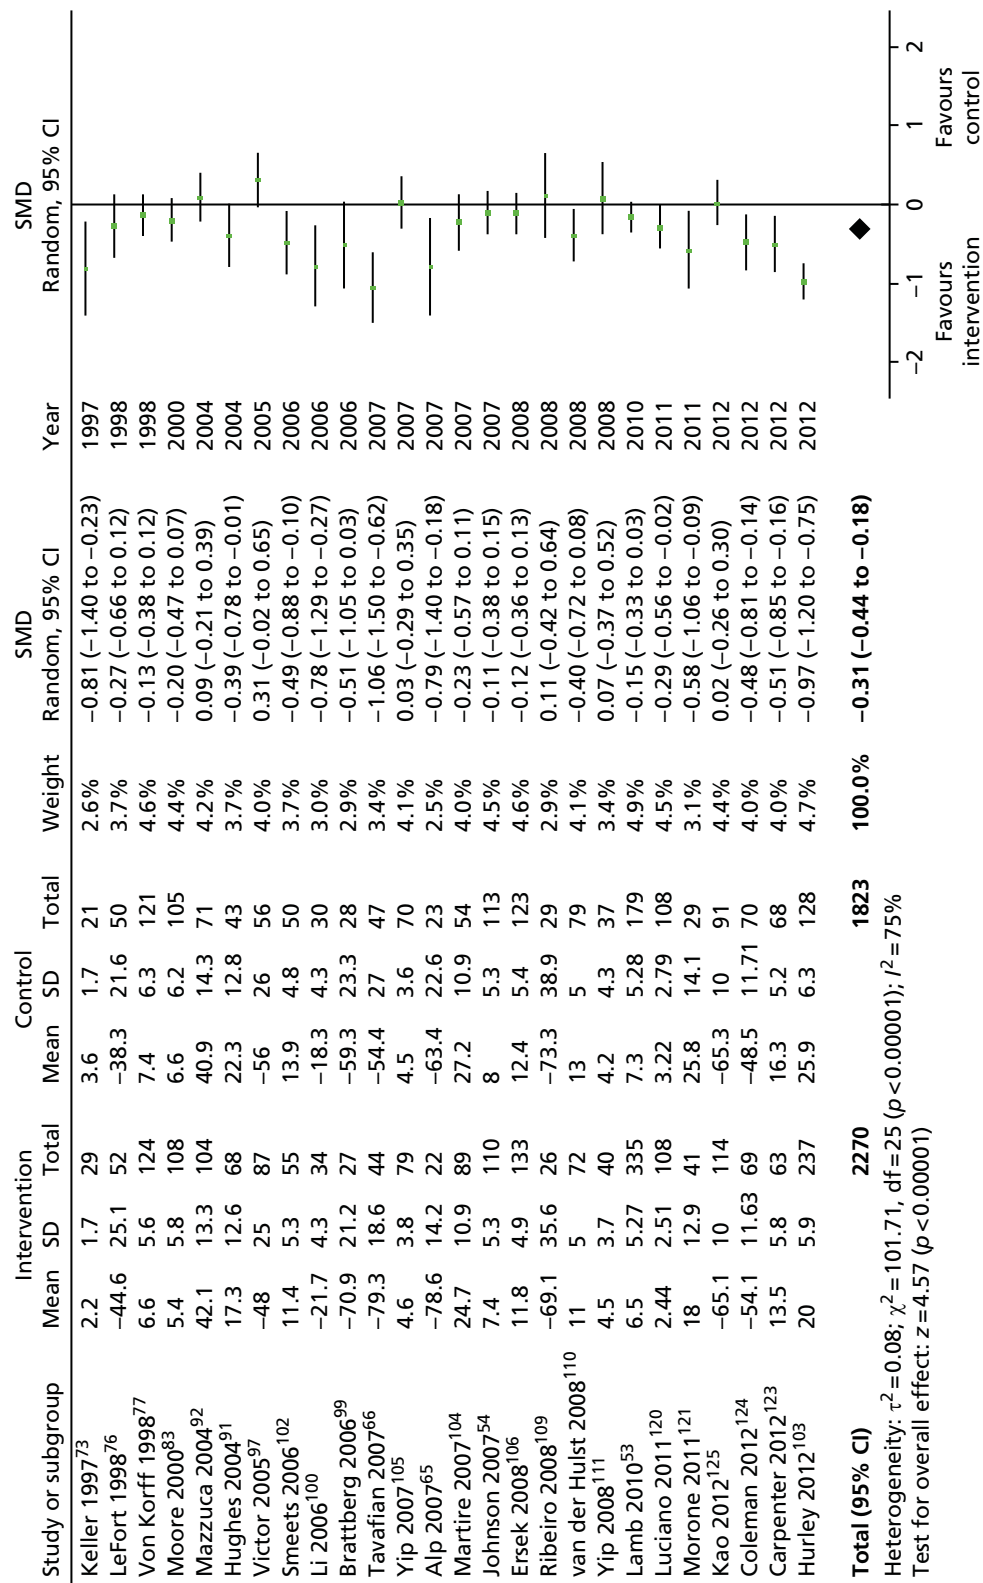 Intervention Control SMD SMD
Study or subgroup Mean SD Total Mean SD Total Weight Random, 95% CI Year Random, 95% CI
Keller 1997⁷³ 2.2 1.7 29 3.6 1.7 21 2.6% −0.81 (−1.40 to −0.23) 1997
LeFort 1998⁷⁶ −44.6 25.1 52 −38.3 21.6 50 3.7% −0.27 (−0.66 to 0.12) 1998
Von Korff 1998⁷⁷ 6.6 5.6 124 7.4 6.3 121 4.6% −0.13 (−0.38 to 0.12) 1998
Moore 2000⁸³ 5.4 5.8 108 6.6 6.2 105 4.4% −0.20 (−0.47 to 0.07) 2000
Mazzuca 2004⁹² 42.1 13.3 104 40.9 14.3 71 4.2% 0.09 (−0.21 to 0.39) 2004
Hughes 2004⁹¹ 17.3 12.6 68 22.3 12.8 43 3.7% −0.39 (−0.78 to −0.01) 2004
Victor 2005⁹⁷ −48 25 87 −56 26 56 4.0% 0.31 (−0.02 to 0.65) 2005
Smeets 2006¹⁰² 11.4 5.3 55 13.9 4.8 50 3.7% −0.49 (−0.88 to −0.10) 2006
Li 2006¹⁰⁰ −21.7 4.3 34 −18.3 4.3 30 3.0% −0.78 (−1.29 to −0.27) 2006
Brattberg 2006⁹⁹ −70.9 21.2 27 −59.3 23.3 28 2.9% −0.51 (−1.05 to 0.03) 2006
Tavafian 2007⁶⁶ −79.3 18.6 44 −54.4 27 47 3.4% −1.06 (−1.50 to −0.62) 2007
Yip 2007¹⁰⁵ 4.6 3.8 79 4.5 3.6 70 4.1% 0.03 (−0.29 to 0.35) 2007
Alp 2007⁶⁵ −78.6 14.2 22 −63.4 22.6 23 2.5% −0.79 (−1.40 to −0.18) 2007
Martire 2007¹⁰⁴ 24.7 10.9 89 27.2 10.9 54 4.0% −0.23 (−0.57 to 0.11) 2007
Johnson 2007⁵⁴ 7.4 5.3 110 8 5.3 113 4.5% −0.11 (−0.38 to 0.15) 2007
Ersek 2008¹⁰⁶ 11.8 4.9 133 12.4 5.4 123 4.6% −0.12 (−0.36 to 0.13) 2008
Ribeiro 2008¹⁰⁹ −69.1 35.6 26 −73.3 38.9 29 2.9% 0.11 (−0.42 to 0.64) 2008
van der Hulst 2008¹¹⁰ 11 5 72 13 5 79 4.1% −0.40 (−0.72 to 0.08) 2008
Yip 2008¹¹¹ 4.5 3.7 40 4.2 4.3 37 3.4% 0.07 (−0.37 to 0.52) 2008
Lamb 2010⁵³ 6.5 5.27 335 7.3 5.28 179 4.9% −0.15 (−0.33 to 0.03) 2010
Luciano 2011¹²⁰ 2.44 2.51 108 3.22 2.79 108 4.5% −0.29 (−0.56 to −0.02) 2011
Morone 2011¹²¹ 18 12.9 41 25.8 14.1 29 3.1% −0.58 (−1.06 to −0.09) 2011
Kao 2012¹²⁵ −65.1 10 114 −65.3 10 91 4.4% 0.02 (−0.26 to 0.30) 2012
Coleman 2012¹²⁴ −54.1 11.63 69 −48.5 11.71 70 4.0% −0.48 (−0.81 to −0.14) 2012
Carpenter 2012¹²³ 13.5 5.8 63 16.3 5.2 68 4.0% −0.51 (−0.85 to −0.16) 2012
Hurley 2012¹⁰³ 20 5.9 237 25.9 6.3 128 4.7% −0.97 (−1.20 to −0.75) 2012
Total (95% CI) 2270 1823 100.0% −0.31 (−0.44 to −0.18)
Heterogeneity: τ²=0.08; χ²=101.71, df=25 (p<0.00001); I²=75%
Test for overall effect: z=4.57 (p<0.00001)
−2 −1 0 1 2
Favours Favours
intervention control